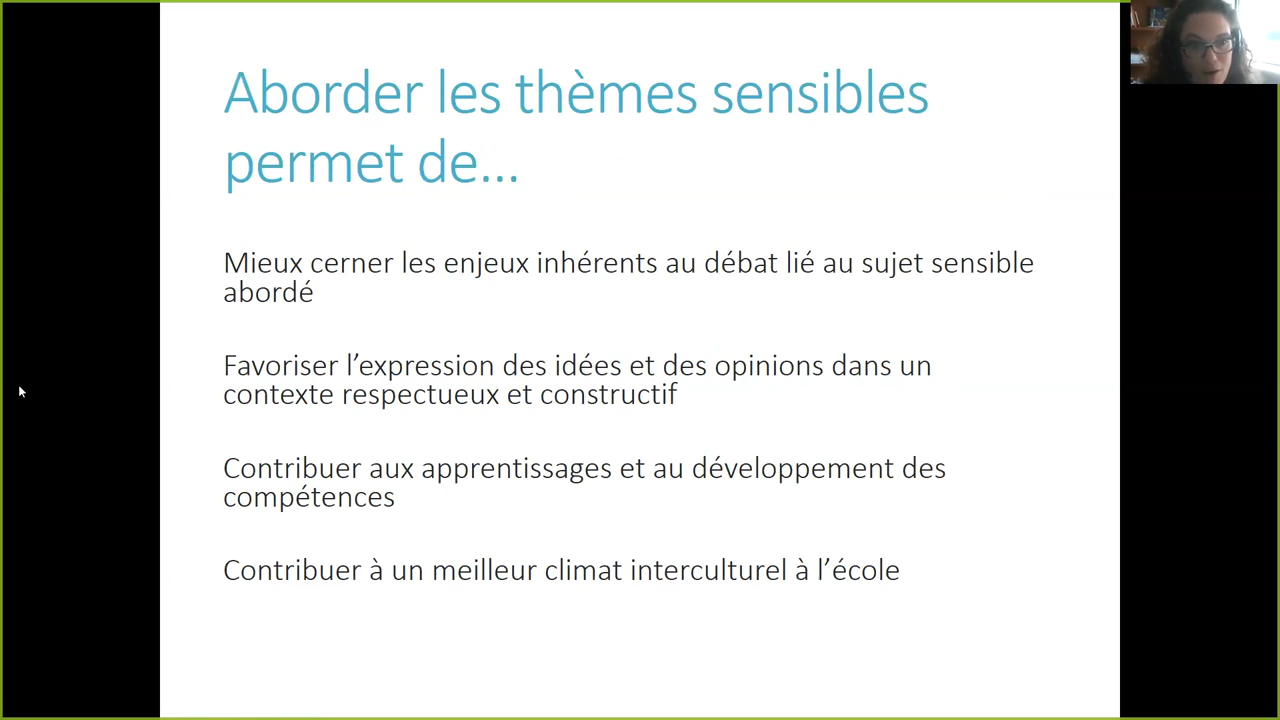 Aborder les thèmes sensibles
permet de...
Mieux cerner les enjeux inhérents au débat lié au sujet sensible
abordé
Favoriser l’expression des idées et des opinions dans un
contexte respectueux et constructif
Contribuer aux apprentissages et au développement des
compétences
Contribuer à un meilleur climat interculturel à l’école